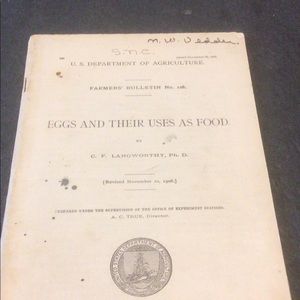 M. W. Vedder,
S.N.C.
U. S. DEPARTMENT OF AGRICULTURE.
FARMERS' BULLETIN No. 128.
EGGS AND THEIR USES AS FOOD.
BY
C. F. LANGWORTHY, Ph. D.
[Revised November 10, 1906.]
PREPARED UNDER THE SUPERVISION OF THE OFFICE OF EXPERIMENT STATIONS.
A. C. TRUE, Director.